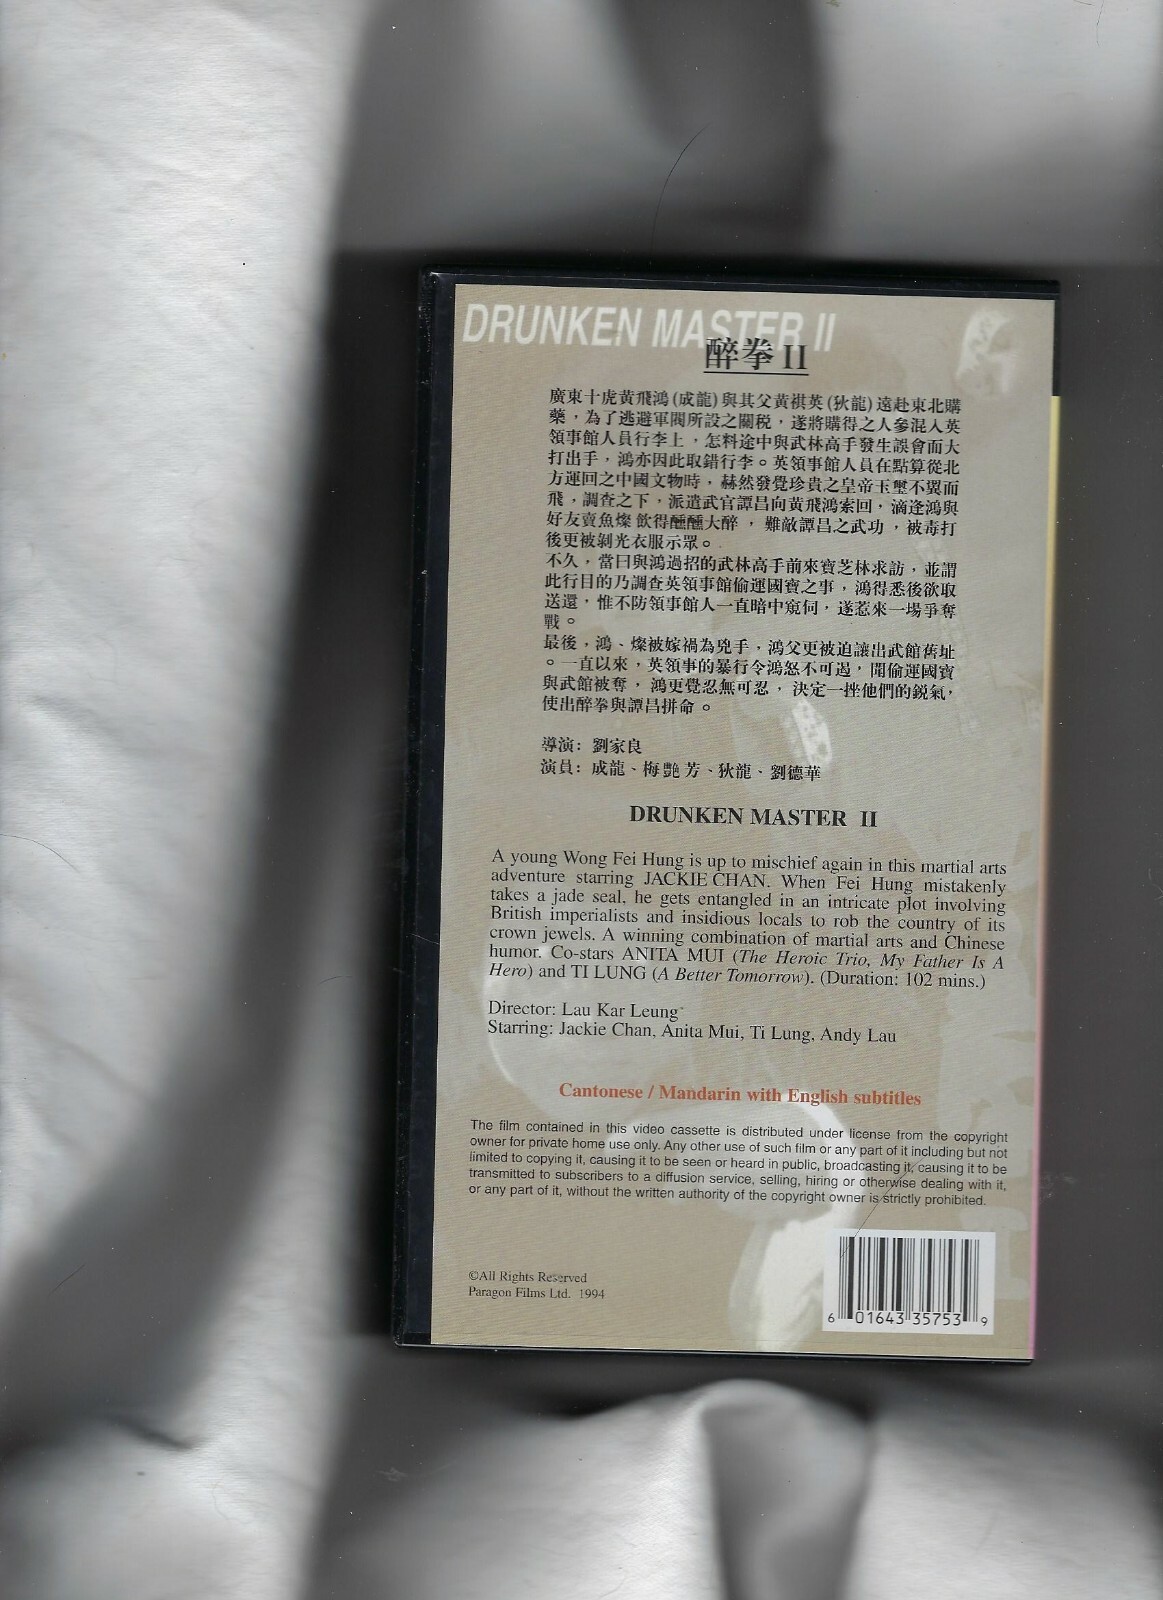 DRUNKEN MASTER II
醉拳 II
廣東十虎黃飛鴻(成龍)與其父黃祺英(狄龍)遠赴東北購
藥，為了逃避軍閥所設之關税，遂將購得之人參混入英
領事館人員行李上，怎料途中與武林高手發生誤會而大
打出手，鴻亦因此取錯行李。英領事館人員在點算從北
方運回之中國文物時，赫然發覺珍貴之皇帝玉璽不翼而
飛，調查之下，派遣武官譚昌向黃飛鴻索回，滴逢鴻與
好友賣魚燦飲得醺醺大醉，難敵譚昌之武功，被毒打
後更被剝光衣服示眾。
不久，當日與鴻過招的武林高手前來寶芝林求訪，並謂
此行目的乃調查英領事館偷運國寶之事，鴻得悉後欲取
送還，惟不防領事館人一直暗中窺伺，遂惹來一場爭奪
戰。
最後，鴻、燦被嫁禍為兇手，鴻父更被迫讓出武館舊址
。一直以來，英領事的暴行令鴻怒不可遏，聞偷運國寶
與武館被奪，鴻更覺忍無可忍，決定一挫他們的鋭氣，
使出醉拳與譚昌拼命。
導演: 劉家良
演員: 成龍、梅艷芳、狄龍、劉德華
DRUNKEN MASTER II
A young Wong Fei Hung is up to mischief again in this martial arts
adventure starring JACKIE CHAN. When Fei Hung mistakenly
takes a jade seal, he gets entangled in an intricate plot involving
British imperialists and insidious locals to rob the country of its
crown jewels. A winning combination of martial arts and Chinese
humor. Co-stars ANITA MUI (The Heroic Trio, My Father Is A
Hero) and TI LUNG (A Better Tomorrow). (Duration: 102 mins.)
Director: Lau Kar Leung
Starring: Jackie Chan, Anita Mui, Ti Lung, Andy Lau
Cantonese / Mandarin with English subtitles
The film contained in this video cassette is distributed under license from the copyright
owner for private home use only. Any other use of such film or any part of it including but not
limited to copying it, causing it to be seen or heard in public, broadcasting it, causing it to be
transmitted to subscribers to a diffusion service, selling, hiring or otherwise dealing with it,
or any part of it, without the written authority of the copyright owner is strictly prohibited.
©All Rights Reserved
Paragon Films Ltd. 1994
6 01643 35753 9